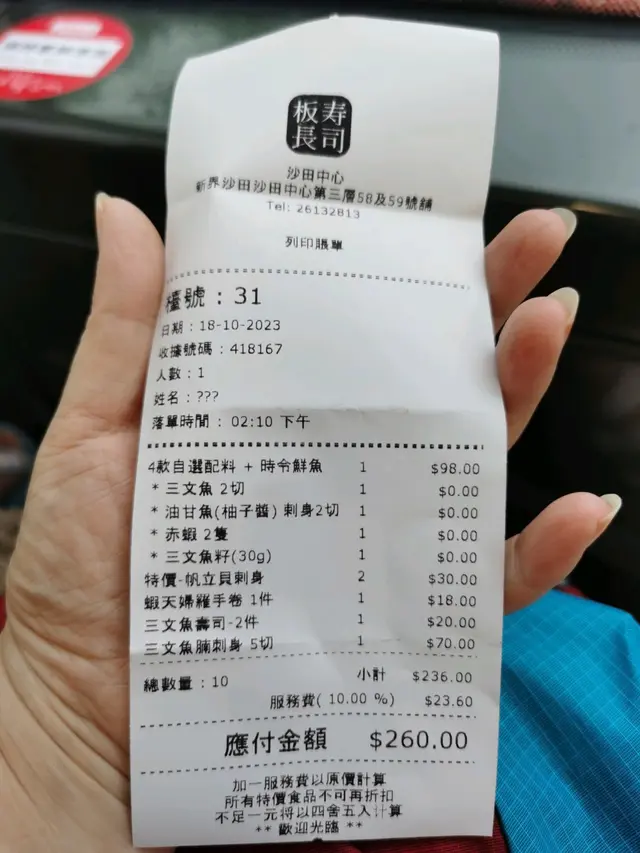 板寿
長司
沙田中心
新界沙田沙田中心第三層58及59號舖
Tel: 26132813
列印賬單
檯號 : 31
日期 : 18-10-2023
收據號碼 : 418167
人數 : 1
姓名 : ???
落單時間 : 02:10 下午
4款自選配料 + 時令鮮魚 1 $98.00
* 三文魚 2切 1 $0.00
* 油甘魚(柚子醬) 刺身2切 1 $0.00
* 赤蝦 2隻 1 $0.00
* 三文魚籽(30g) 1 $0.00
特價-帆立貝刺身 2 $30.00
蝦天婦羅手卷 1件 1 $18.00
三文魚壽司-2件 1 $20.00
三文魚腩刺身 5切 1 $70.00
總數量 : 10 小計 $236.00
服務費( 10.00 %) $23.60
應付金額 $260.00
加一服務費以原價計算
所有特價食品不可再折扣
不足一元將以四舍五入計算
** 歡迎光臨 **